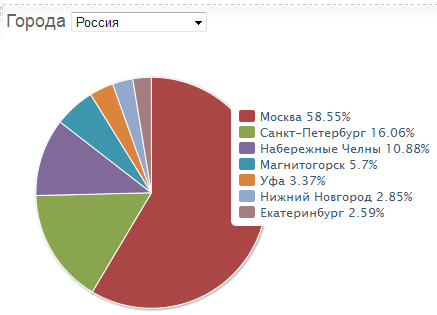 Города Россия
Москва 58.55%
Санкт-Петербург 16.06%
Набережные Челны 10.88%
Магнитогорск 5.7%
Уфа 3.37%
Нижний Новгород 2.85%
Екатеринбург 2.59%